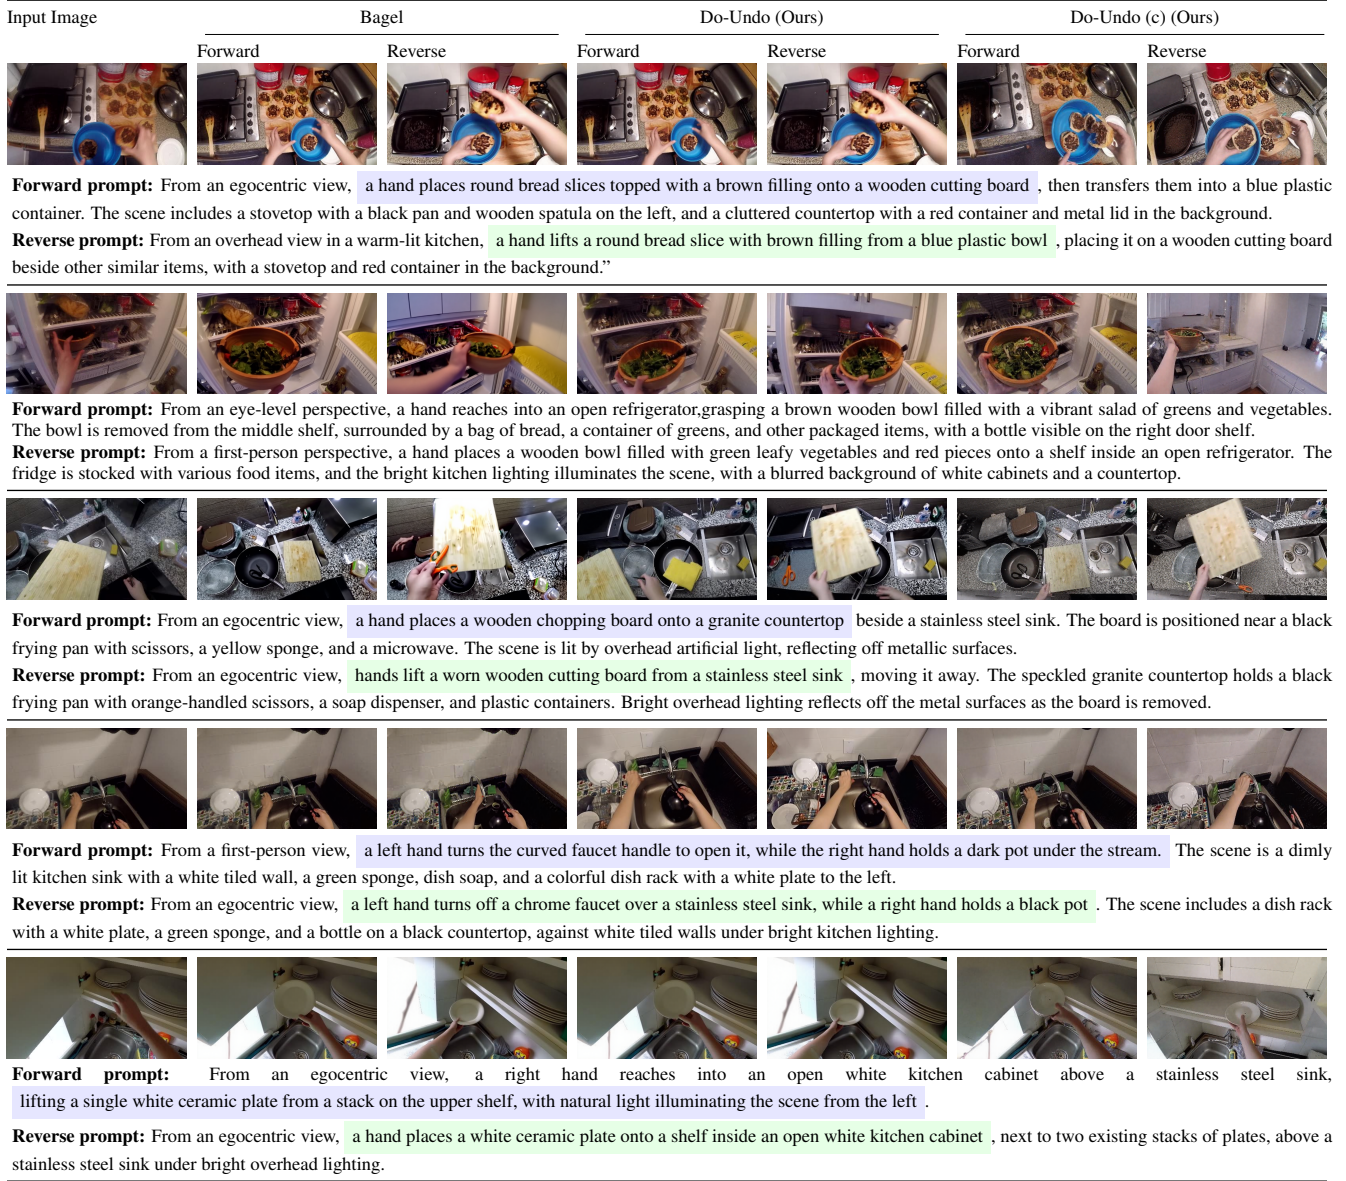 Input Image Bagel Do-Undo (Ours) Do-Undo (c) (Ours)
Forward Reverse Forward Reverse Forward Reverse
Forward prompt: From an egocentric view, a hand places round bread slices topped with a brown filling onto a wooden cutting board , then transfers them into a blue plastic
container. The scene includes a stovetop with a black pan and wooden spatula on the left, and a cluttered countertop with a red container and metal lid in the background.
Reverse prompt: From an overhead view in a warm-lit kitchen, a hand lifts a round bread slice with brown filling from a blue plastic bowl , placing it on a wooden cutting board
beside other similar items, with a stovetop and red container in the background.”
Forward prompt: From an eye-level perspective, a hand reaches into an open refrigerator,grasping a brown wooden bowl filled with a vibrant salad of greens and vegetables.
The bowl is removed from the middle shelf, surrounded by a bag of bread, a container of greens, and other packaged items, with a bottle visible on the right door shelf.
Reverse prompt: From a first-person perspective, a hand places a wooden bowl filled with green leafy vegetables and red pieces onto a shelf inside an open refrigerator. The
fridge is stocked with various food items, and the bright kitchen lighting illuminates the scene, with a blurred background of white cabinets and a countertop.
Forward prompt: From an egocentric view, a hand places a wooden chopping board onto a granite countertop beside a stainless steel sink. The board is positioned near a black
frying pan with scissors, a yellow sponge, and a microwave. The scene is lit by overhead artificial light, reflecting off metallic surfaces.
Reverse prompt: From an egocentric view, hands lift a worn wooden cutting board from a stainless steel sink , moving it away. The speckled granite countertop holds a black
frying pan with orange-handled scissors, a soap dispenser, and plastic containers. Bright overhead lighting reflects off the metal surfaces as the board is removed.
Forward prompt: From a first-person view, a left hand turns the curved faucet handle to open it, while the right hand holds a dark pot under the stream. The scene is a dimly
lit kitchen sink with a white tiled wall, a green sponge, dish soap, and a colorful dish rack with a white plate to the left.
Reverse prompt: From an egocentric view, a left hand turns off a chrome faucet over a stainless steel sink, while a right hand holds a black pot . The scene includes a dish rack
with a white plate, a green sponge, and a bottle on a black countertop, against white tiled walls under bright kitchen lighting.
Forward prompt: From an egocentric view, a right hand reaches into an open white kitchen cabinet above a stainless steel sink,
lifting a single white ceramic plate from a stack on the upper shelf, with natural light illuminating the scene from the left .
Reverse prompt: From an egocentric view, a hand places a white ceramic plate onto a shelf inside an open white kitchen cabinet , next to two existing stacks of plates, above a
stainless steel sink under bright overhead lighting.